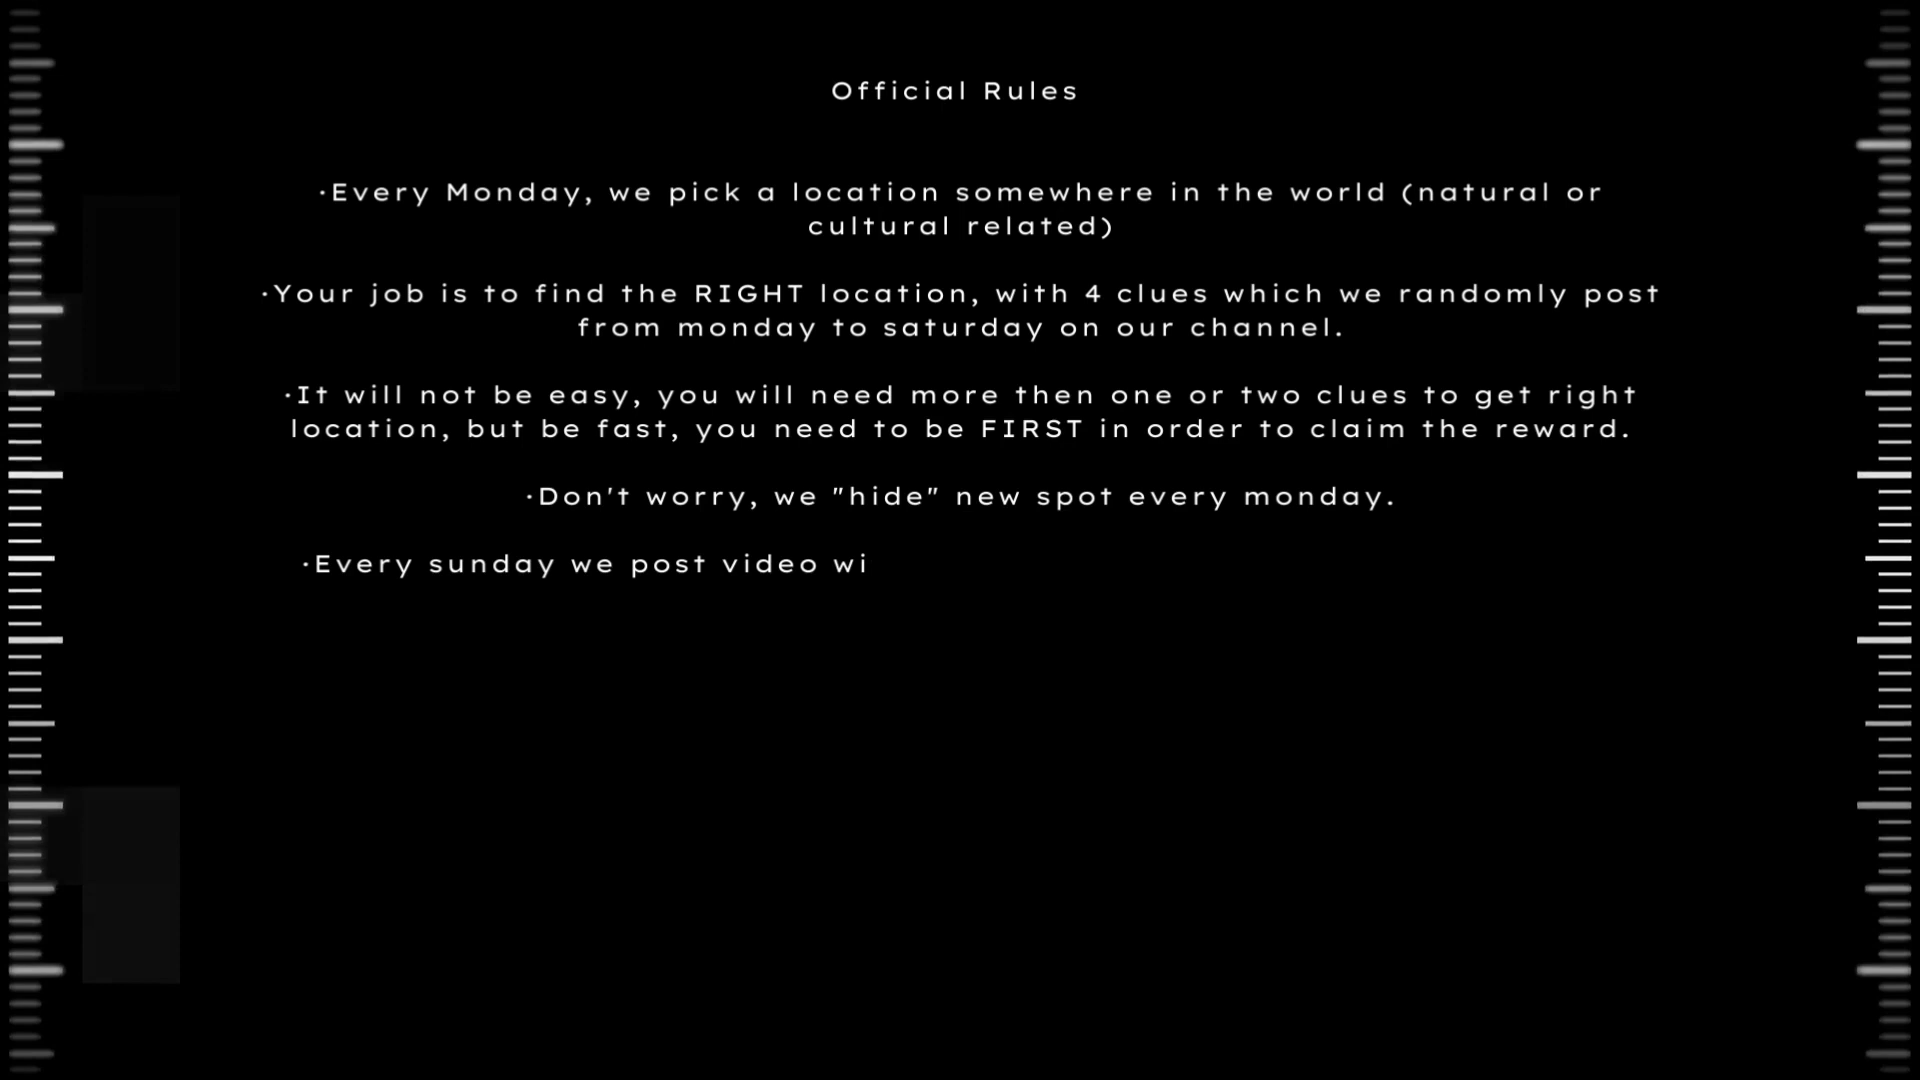 Official Rules
·Every Monday, we pick a location somewhere in the world (natural or
cultural related)
·Your job is to find the RIGHT location, with 4 clues which we randomly post
from monday to saturday on our channel.
·It will not be easy, you will need more then one or two clues to get right
location, but be fast, you need to be FIRST in order to claim the reward.
·Don't worry, we "hide" new spot every monday.
·Every sunday we post video wi